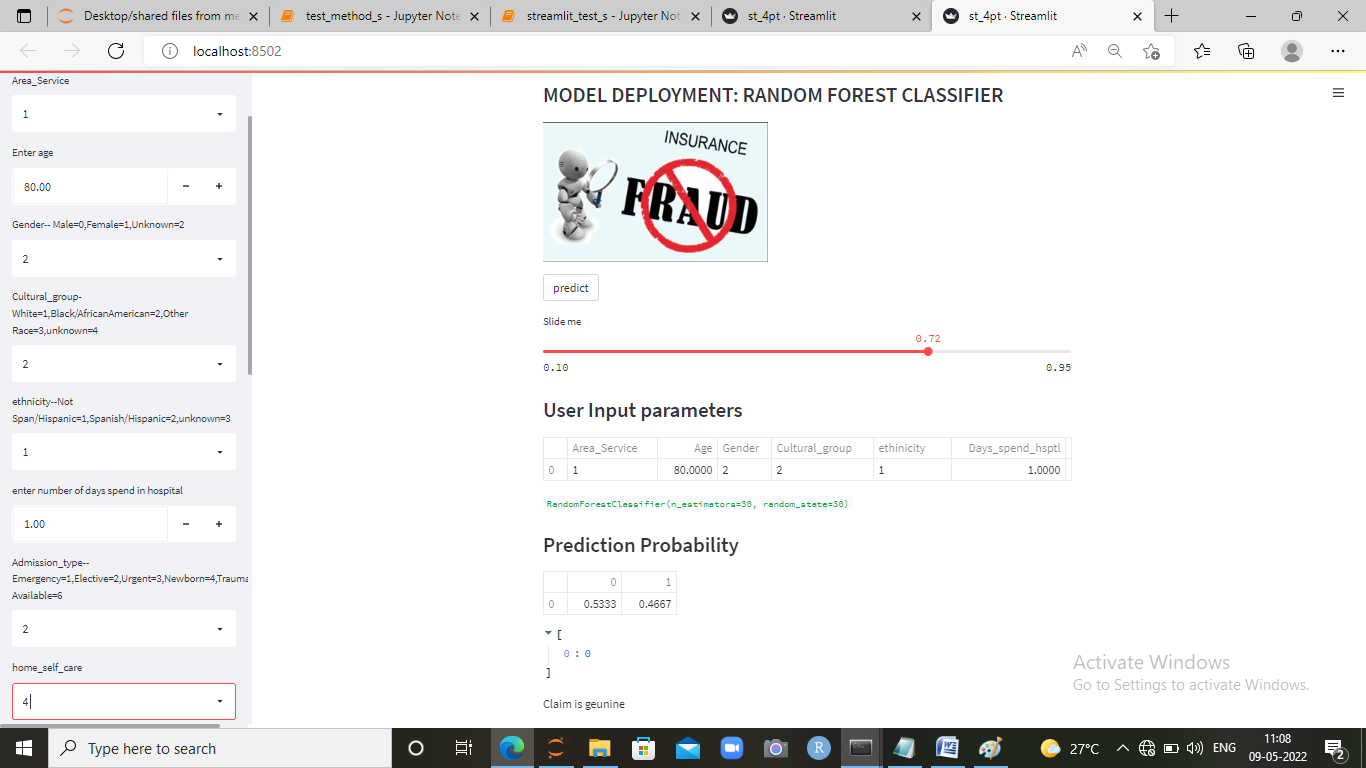 Desktop/shared files from me
test_method_s - Jupyter Note
streamlit_test_s - Jupyter Not
st_4pt · Streamlit
st_4pt · Streamlit
localhost:8502
Area_Service
1
Enter age
80.00
Gender-- Male=0,Female=1,Unknown=2
2
Cultural_group-
White=1,Black/AfricanAmerican=2,Other
Race=3,unknown=4
2
ethnicity--Not
Span/Hispanic=1,Spanish/Hispanic=2,unknown=3
1
enter number of days spend in hospital
1.00
Admission_type--
Emergency=1,Elective=2,Urgent=3,Newborn=4,Trauma
Available=6
2
home_self_care
4
MODEL DEPLOYMENT: RANDOM FOREST CLASSIFIER
INSURANCE
FRAUD
predict
Slide me
0.72
0.10 0.95
User Input parameters
Area_Service Age Gender Cultural_group ethinicity Days_spend_hsptl
0 1 80.0000 2 2 1 1.0000
RandomForestClassifier(n_estimators=30, random_state=30)
Prediction Probability
0 1
0 0.5333 0.4667
[
0 : 0
]
Claim is geunine
Activate Windows
Go to Settings to activate Windows.
Type here to search
R
27°C
ENG
11:08
09-05-2022
2